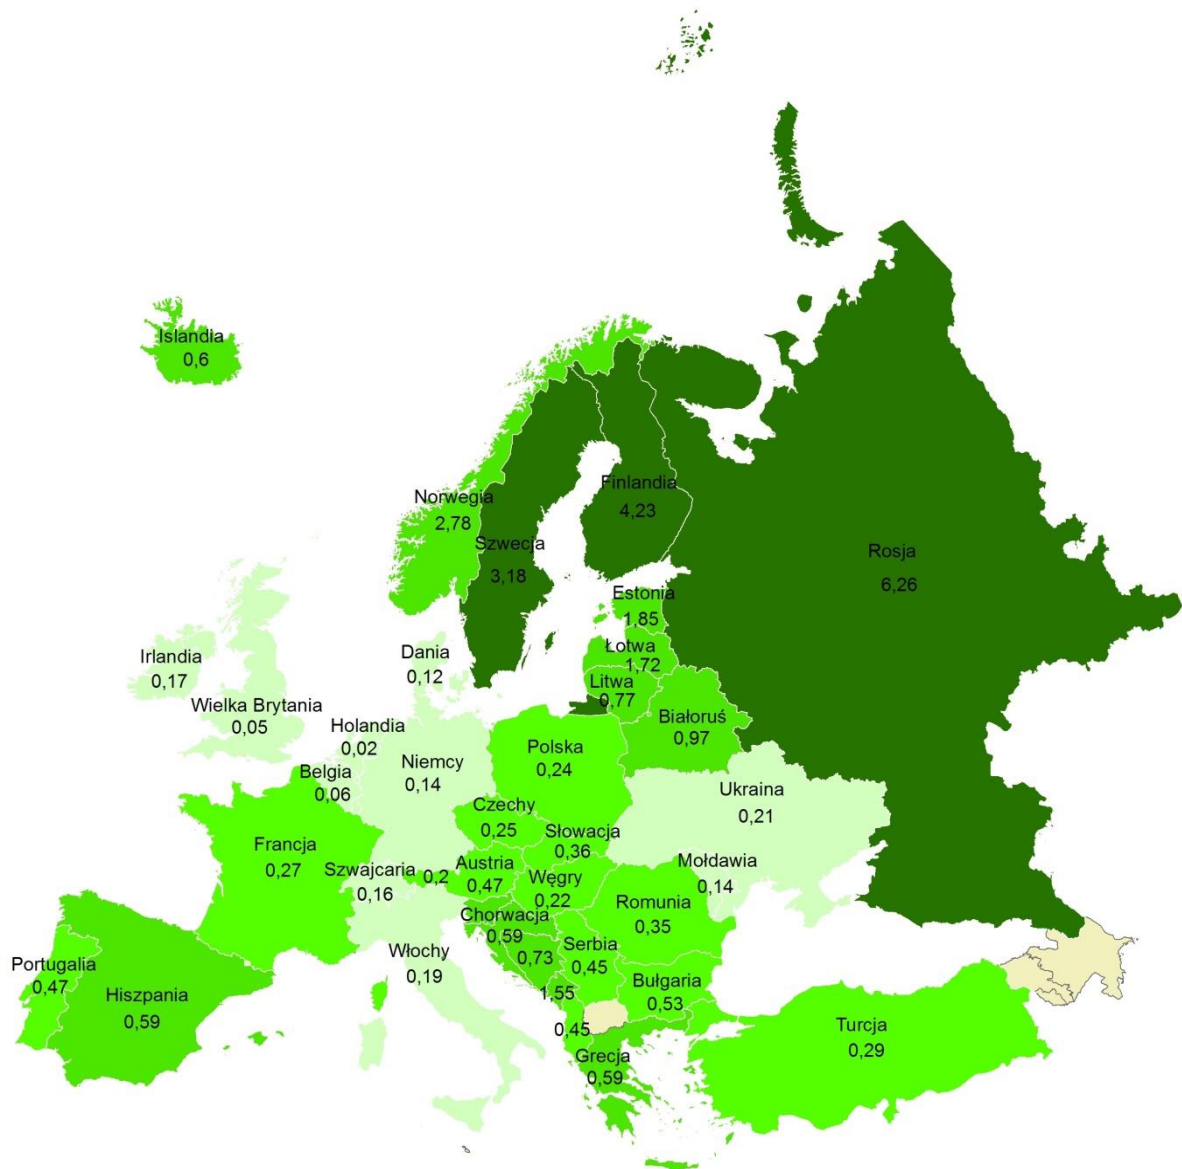 Islandia
0,6
Norwegia
2,78
Finlandia
4,23
Szwecja
3,18
Rosja
6,26
Estonia
1,85
Łotwa
1,72
Litwa
0,77
Irlandia
0,17
Dania
0,12
Wielka Brytania
0,05
Holandia
0,02
Białoruś
0,97
Belgia
0,06
Niemcy
0,14
Polska
0,24
Ukraina
0,21
Czechy
0,25
Słowacja
0,36
Francja
0,27
Szwajcaria
0,16
0,2
Austria
0,47
Węgry
0,22
Mołdawia
0,14
Romunia
0,35
Chorwacja
0,59
0,73
Serbia
0,45
Włochy
0,19
Portugalia
0,47
Hiszpania
0,59
1,55
Bułgaria
0,53
0,45
Grecja
0,59
Turcja
0,29